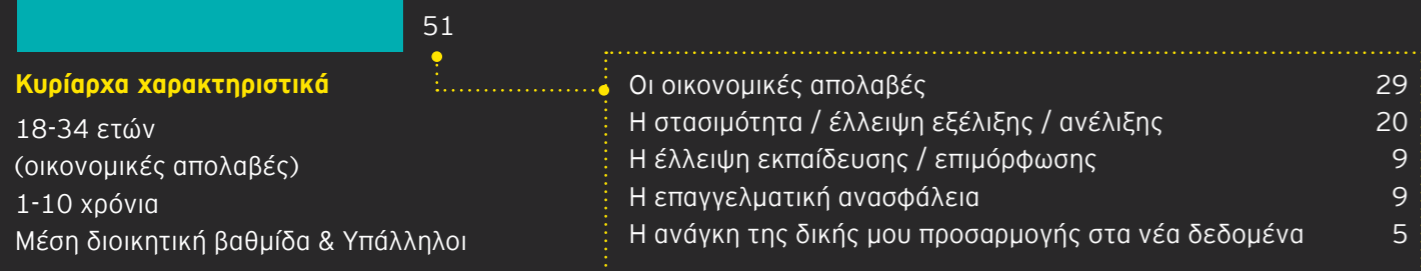 51
Κυρίαρχα χαρακτηριστικά
18-34 ετών
(οικονομικές απολαβές)
1-10 χρόνια
Μέση διοικητική βαθμίδα & Υπάλληλοι
Οι οικονομικές απολαβές 29
Η στασιμότητα / έλλειψη εξέλιξης / ανέλιξης 20
Η έλλειψη εκπαίδευσης / επιμόρφωσης 9
Η επαγγελματική ανασφάλεια 9
Η ανάγκη της δικής μου προσαρμογής στα νέα δεδομένα 5